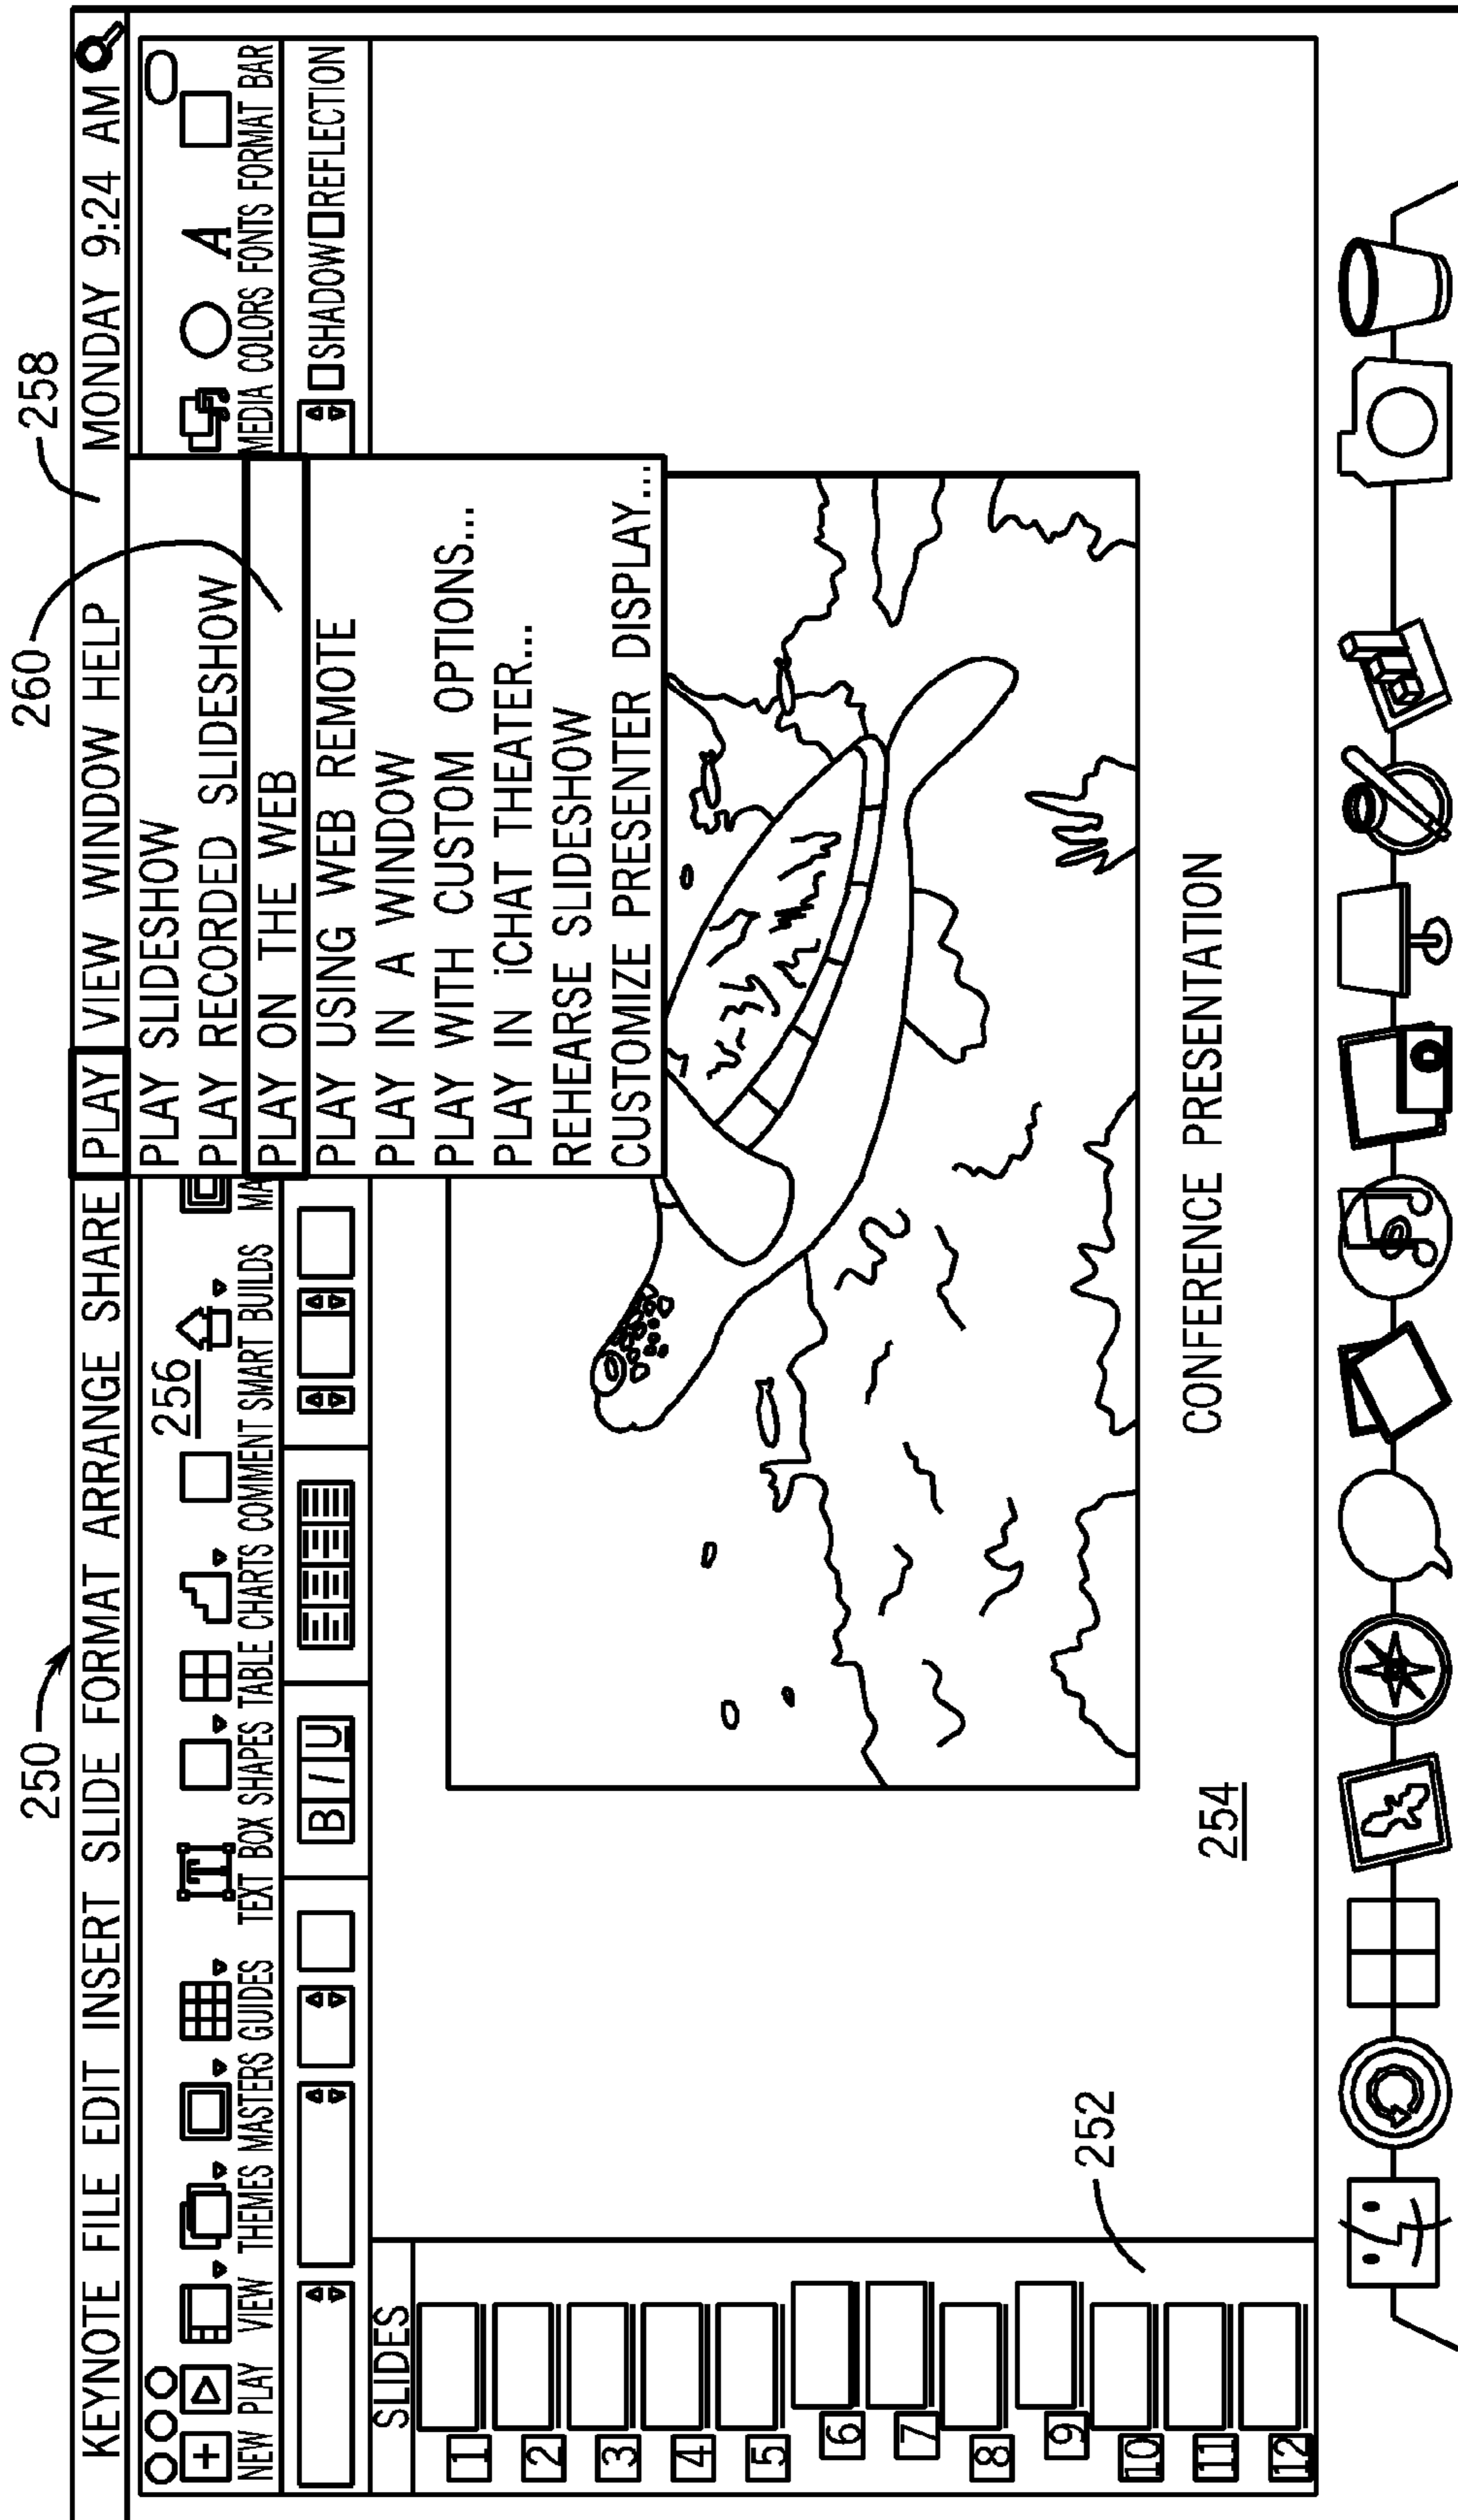 250
260
258
KEYNOTE FILE EDIT INSERT SLIDE FORMAT ARRANGE SHARE PLAY VIEW WINDOW HELP MONDAY 9:24 AM
256
NEW PLAY VIEW THEMES MASTERS GUIDES TEXT BOX SHAPES TABLE CHARTS COMMENT SMART BUILDS MEDIA COLORS FONTS FORMAT BAR
B I U
SHADOW REFLECTION
PLAY SLIDESHOW
PLAY RECORDED SLIDESHOW
PLAY ON THE WEB
PLAY USING WEB REMOTE
PLAY IN A WINDOW
PLAY WITH CUSTOM OPTIONS...
PLAY IN iCHAT THEATER...
REHEARSE SLIDESHOW
CUSTOMIZE PRESENTER DISPLAY...
SLIDES
1
2
3
4
5
6
7
8
9
10
11
12
252
CONFERENCE PRESENTATION
254